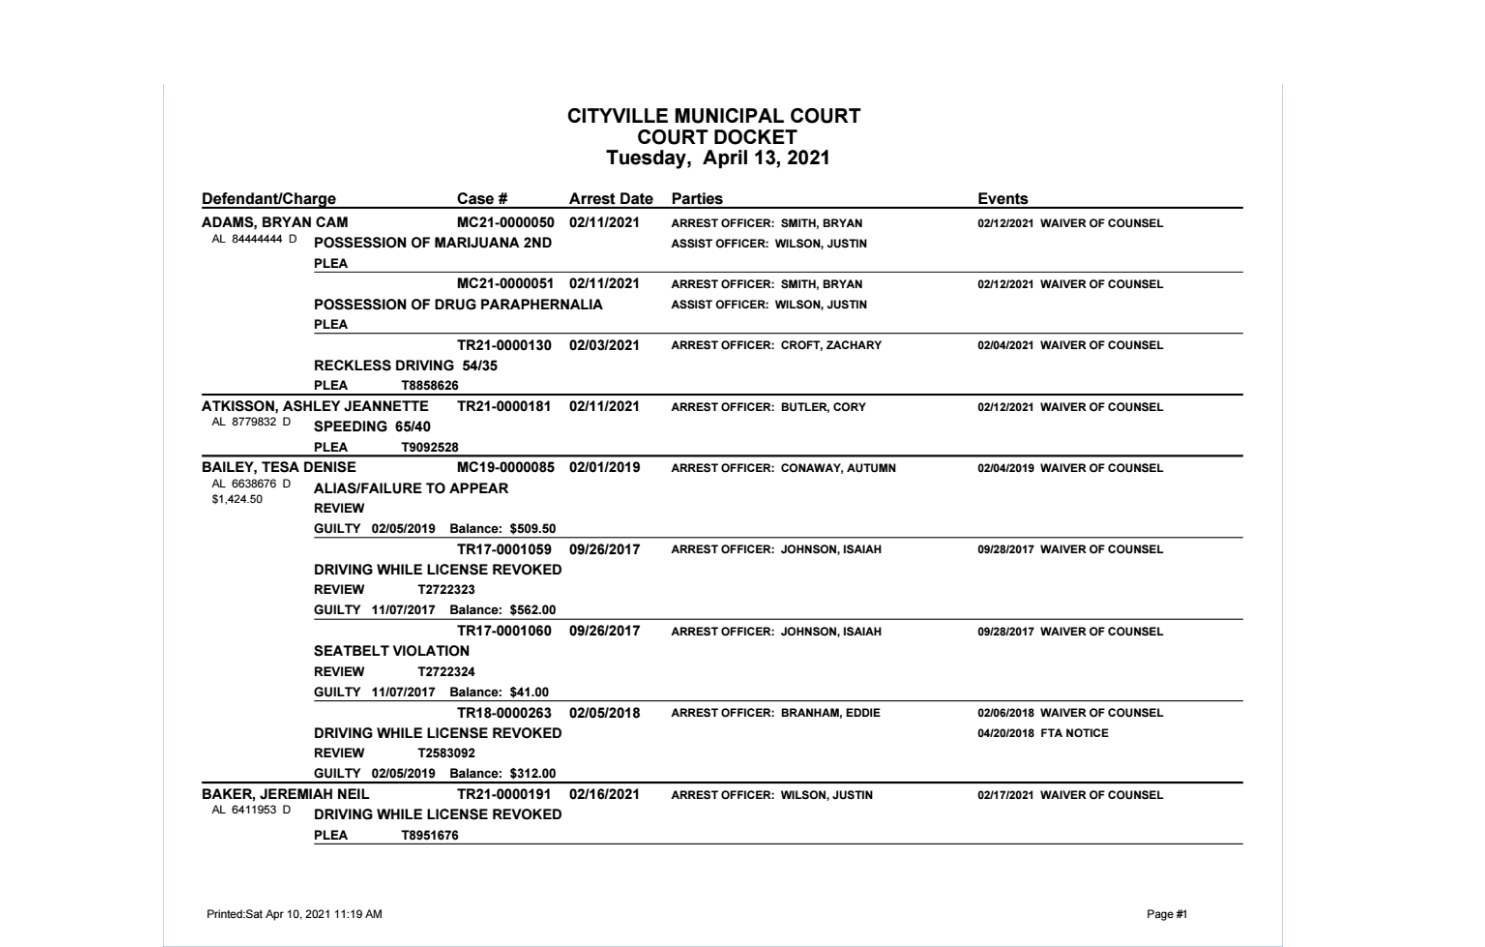 CITYVILLE MUNICIPAL COURT
COURT DOCKET
Tuesday, April 13, 2021
Defendant/Charge Case # Arrest Date Parties Events
ADAMS, BRYAN CAM MC21-0000050 02/11/2021 ARREST OFFICER: SMITH, BRYAN 02/12/2021 WAIVER OF COUNSEL
AL 84444444 D POSSESSION OF MARIJUANA 2ND ASSIST OFFICER: WILSON, JUSTIN
PLEA
MC21-0000051 02/11/2021 ARREST OFFICER: SMITH, BRYAN 02/12/2021 WAIVER OF COUNSEL
POSSESSION OF DRUG PARAPHERNALIA ASSIST OFFICER: WILSON, JUSTIN
PLEA
TR21-0000130 02/03/2021 ARREST OFFICER: CROFT, ZACHARY 02/04/2021 WAIVER OF COUNSEL
RECKLESS DRIVING 54/35
PLEA T8858626
ATKISSON, ASHLEY JEANNETTE TR21-0000181 02/11/2021 ARREST OFFICER: BUTLER, CORY 02/12/2021 WAIVER OF COUNSEL
AL 8779832 D SPEEDING 65/40
PLEA T9092528
BAILEY, TESA DENISE MC19-0000085 02/01/2019 ARREST OFFICER: CONAWAY, AUTUMN 02/04/2019 WAIVER OF COUNSEL
AL 6638676 D ALIAS/FAILURE TO APPEAR
$1,424.50 REVIEW
GUILTY 02/05/2019 Balance: $509.50
TR17-0001059 09/26/2017 ARREST OFFICER: JOHNSON, ISAIAH 09/28/2017 WAIVER OF COUNSEL
DRIVING WHILE LICENSE REVOKED
REVIEW T2722323
GUILTY 11/07/2017 Balance: $562.00
TR17-0001060 09/26/2017 ARREST OFFICER: JOHNSON, ISAIAH 09/28/2017 WAIVER OF COUNSEL
SEATBELT VIOLATION
REVIEW T2722324
GUILTY 11/07/2017 Balance: $41.00
TR18-0000263 02/05/2018 ARREST OFFICER: BRANHAM, EDDIE 02/06/2018 WAIVER OF COUNSEL
DRIVING WHILE LICENSE REVOKED 04/20/2018 FTA NOTICE
REVIEW T2583092
GUILTY 02/05/2019 Balance: $312.00
BAKER, JEREMIAH NEIL TR21-0000191 02/16/2021 ARREST OFFICER: WILSON, JUSTIN 02/17/2021 WAIVER OF COUNSEL
AL 6411953 D DRIVING WHILE LICENSE REVOKED
PLEA T8951676
Printed:Sat Apr 10, 2021 11:19 AM Page #1